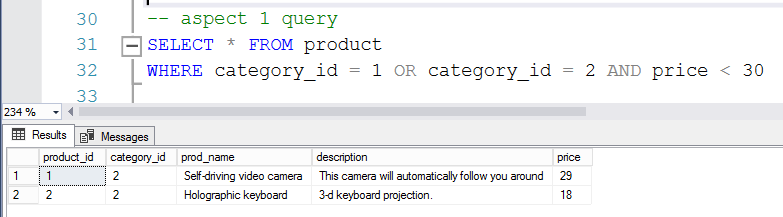 30 -- aspect 1 query
31 SELECT * FROM product
32 WHERE category_id = 1 OR category_id = 2 AND price < 30
33
234 %
Results Messages
product_id category_id prod_name description price
1 1 2 Self-driving video camera This camera will automatically follow you around 29
2 2 2 Holographic keyboard 3-d keyboard projection. 18